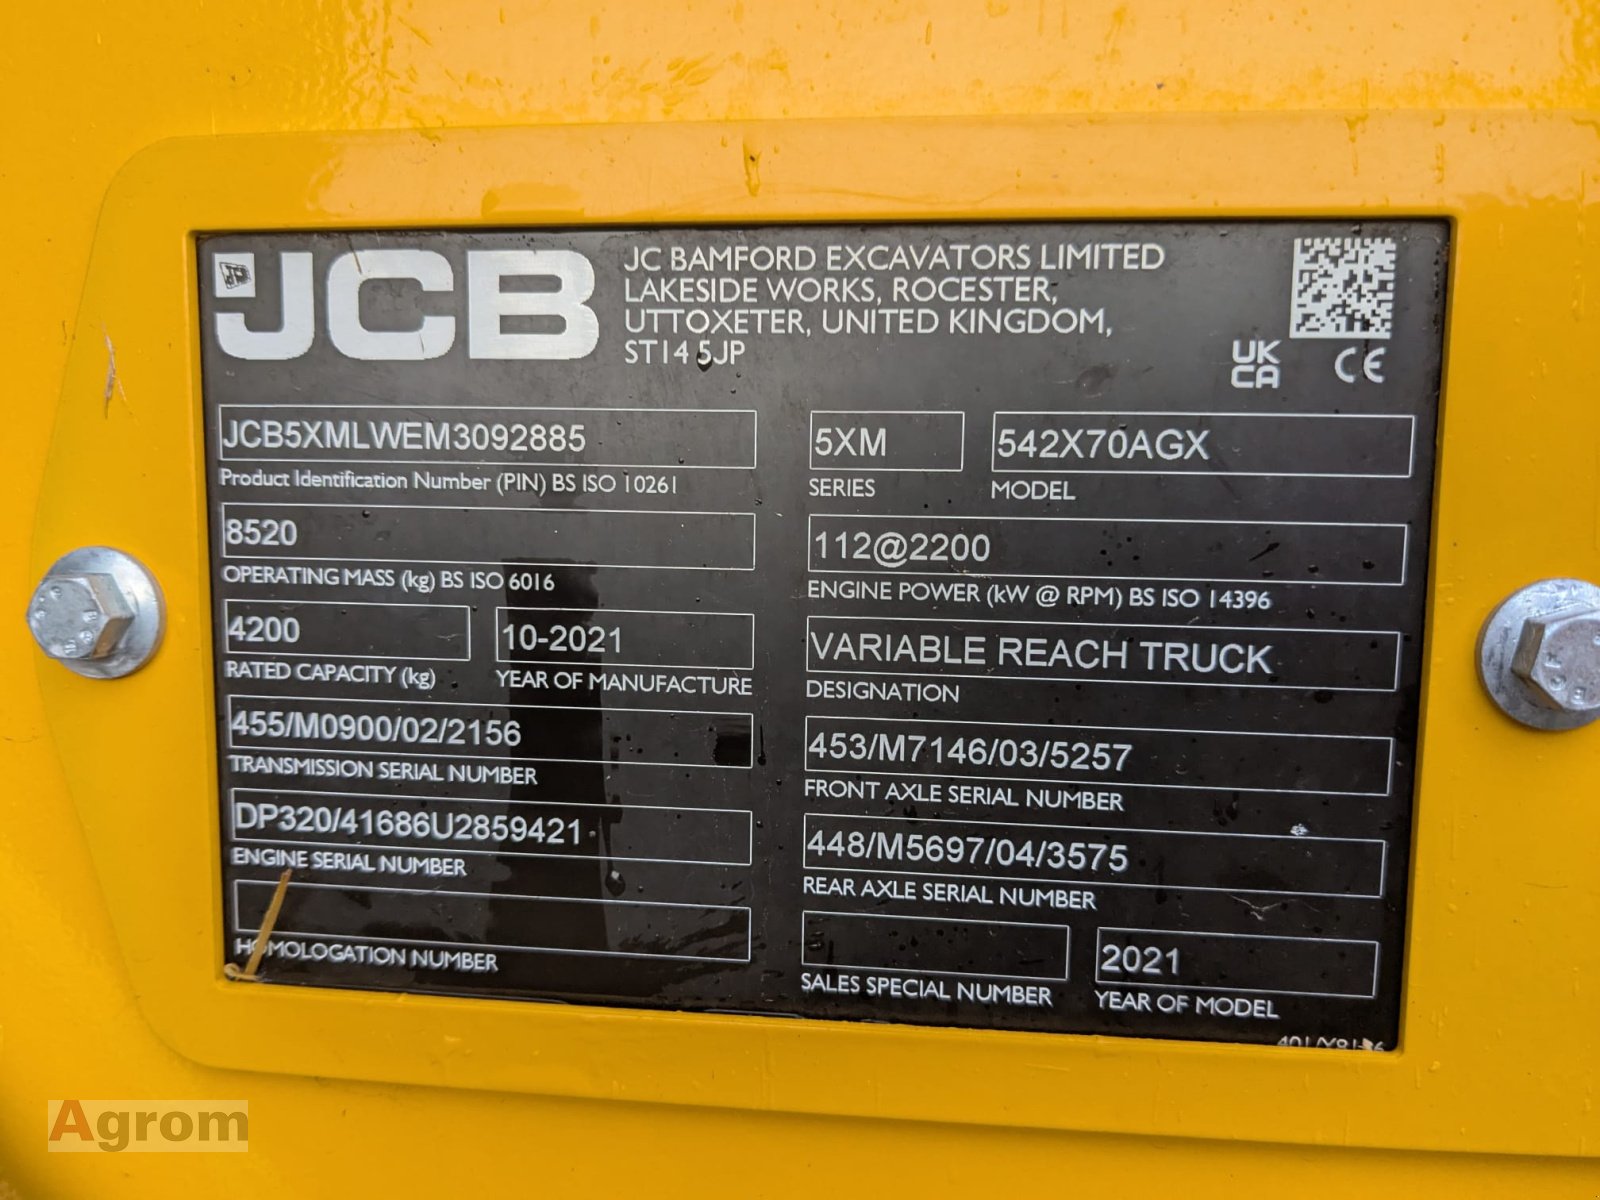 JCB
JC BAMFORD EXCAVATORS LIMITED
LAKESIDE WORKS, ROCESTER,
UTTOXETER, UNITED KINGDOM,
ST14 5JP
UK
CA
CE
JCB5XMLWEM3092885
Product Identification Number (PIN) BS ISO 10261
5XM
SERIES
542X70AGX
MODEL
8520
OPERATING MASS (kg) BS ISO 6016
112@2200
ENGINE POWER (kW @ RPM) BS ISO 14396
4200
RATED CAPACITY (kg)
10-2021
YEAR OF MANUFACTURE
VARIABLE REACH TRUCK
DESIGNATION
455/M0900/02/2156
TRANSMISSION SERIAL NUMBER
453/M7146/03/5257
FRONT AXLE SERIAL NUMBER
DP320/41686U2859421
ENGINE SERIAL NUMBER
448/M5697/04/3575
REAR AXLE SERIAL NUMBER
HOMOLOGATION NUMBER
SALES SPECIAL NUMBER
2021
YEAR OF MODEL
Agrom